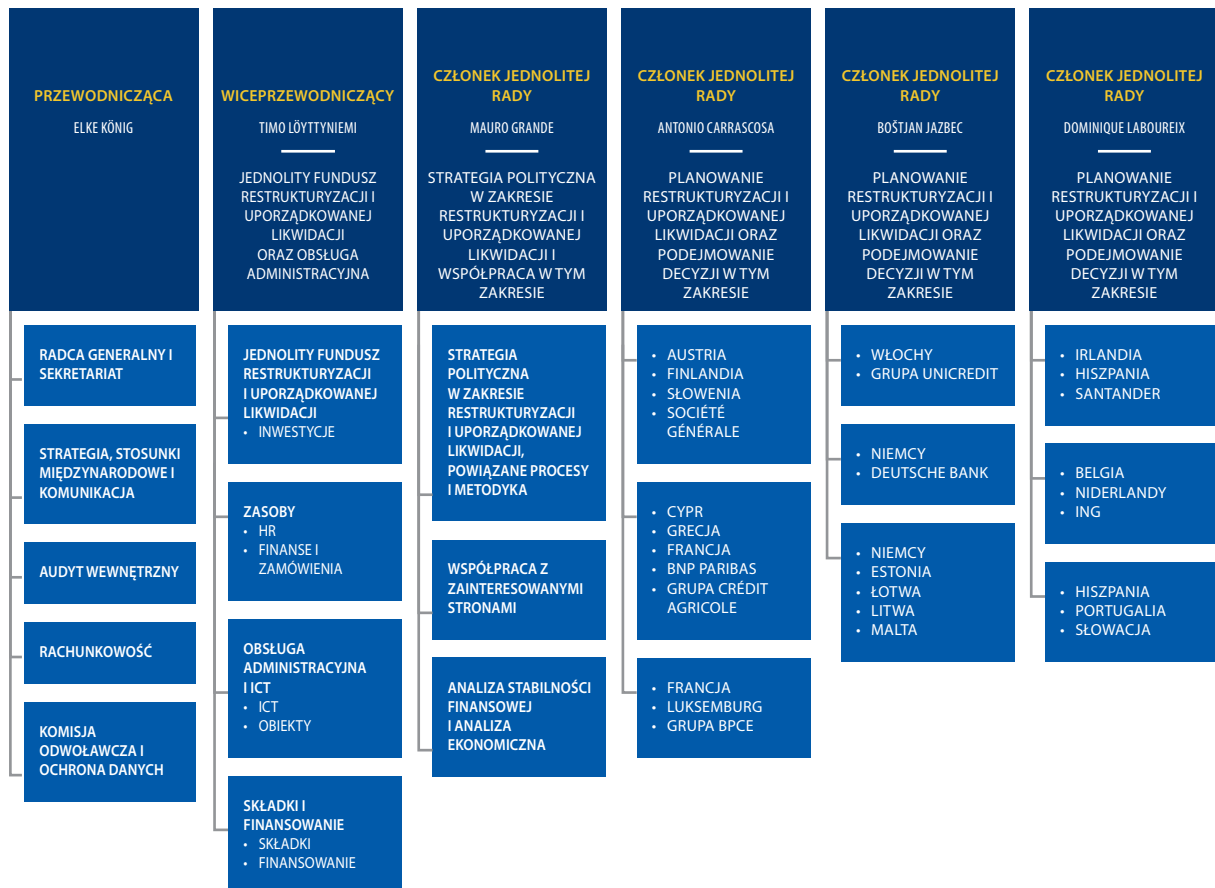 PRZEWODNICZĄCA
ELKE KÖNIG
RADCA GENERALNY I
SEKRETARIAT
STRATEGIA, STOSUNKI
MIĘDZYNARODOWE I
KOMUNIKACJA
AUDYT WEWNĘTRZNY
RACHUNKOWOŚĆ
KOMISJA
ODWOŁAWCZA I
OCHRONA DANYCH
WICEPRZEWODNICZĄCY
TIMO LÖYTTYNIEMI
JEDNOLITY FUNDUSZ
RESTRUKTURYZACJI I
UPORZĄDKOWANEJ
LIKWIDACJI
ORAZ OBSŁUGA
ADMINISTRACYJNA
JEDNOLITY FUNDUSZ
RESTRUKTURYZACJI
I UPORZĄDKOWANEJ
LIKWIDACJI
• INWESTYCJE
ZASOBY
• HR
• FINANSE I
ZAMÓWIENIA
OBSŁUGA
ADMINISTRACYJNA
I ICT
• ICT
• OBIEKTY
SKŁADKI I
FINANSOWANIE
• SKŁADKI
• FINANSOWANIE
CZŁONEK JEDNOLITEJ
RADY
MAURO GRANDE
STRATEGIA POLITYCZNA
W ZAKRESIE
RESTRUKTURYZACJI I
UPORZĄDKOWANEJ
LIKWIDACJI I
WSPÓŁPRACA W TYM
ZAKRESIE
STRATEGIA
POLITYCZNA
W ZAKRESIE
RESTRUKTURYZACJI
I UPORZĄDKOWANEJ
LIKWIDACJI,
POWIĄZANE PROCESY
I METODYKA
WSPÓŁPRACA Z
ZAINTERESOWANYMI
STRONAMI
ANALIZA STABILNOŚCI
FINANSOWEJ
I ANALIZA
EKONOMICZNA
CZŁONEK JEDNOLITEJ
RADY
ANTONIO CARRASCOSA
PLANOWANIE
RESTRUKTURYZACJI I
UPORZĄDKOWANEJ
LIKWIDACJI ORAZ
PODEJMOWANIE
DECYZJI W TYM
ZAKRESIE
• AUSTRIA
• FINLANDIA
• SŁOWENIA
• SOCIÉTÉ
GÉNÉRALE
• CYPR
• GRECJA
• FRANCJA
• BNP PARIBAS
• GRUPA CRÉDIT
AGRICOLE
• FRANCJA
• LUKSEMBURG
• GRUPA BPCE
CZŁONEK JEDNOLITEJ
RADY
BOŠTJAN JAZBEC
PLANOWANIE
RESTRUKTURYZACJI I
UPORZĄDKOWANEJ
LIKWIDACJI ORAZ
PODEJMOWANIE
DECYZJI W TYM
ZAKRESIE
• WŁOCHY
• GRUPA UNICREDIT
• NIEMCY
• DEUTSCHE BANK
• NIEMCY
• ESTONIA
• ŁOTWA
• LITWA
• MALTA
CZŁONEK JEDNOLITEJ
RADY
DOMINIQUE LABOUREIX
PLANOWANIE
RESTRUKTURYZACJI I
UPORZĄDKOWANEJ
LIKWIDACJI ORAZ
PODEJMOWANIE
DECYZJI W TYM
ZAKRESIE
• IRLANDIA
• HISZPANIA
• SANTANDER
• BELGIA
• NIDERLANDY
• ING
• HISZPANIA
• PORTUGALIA
• SŁOWACJA